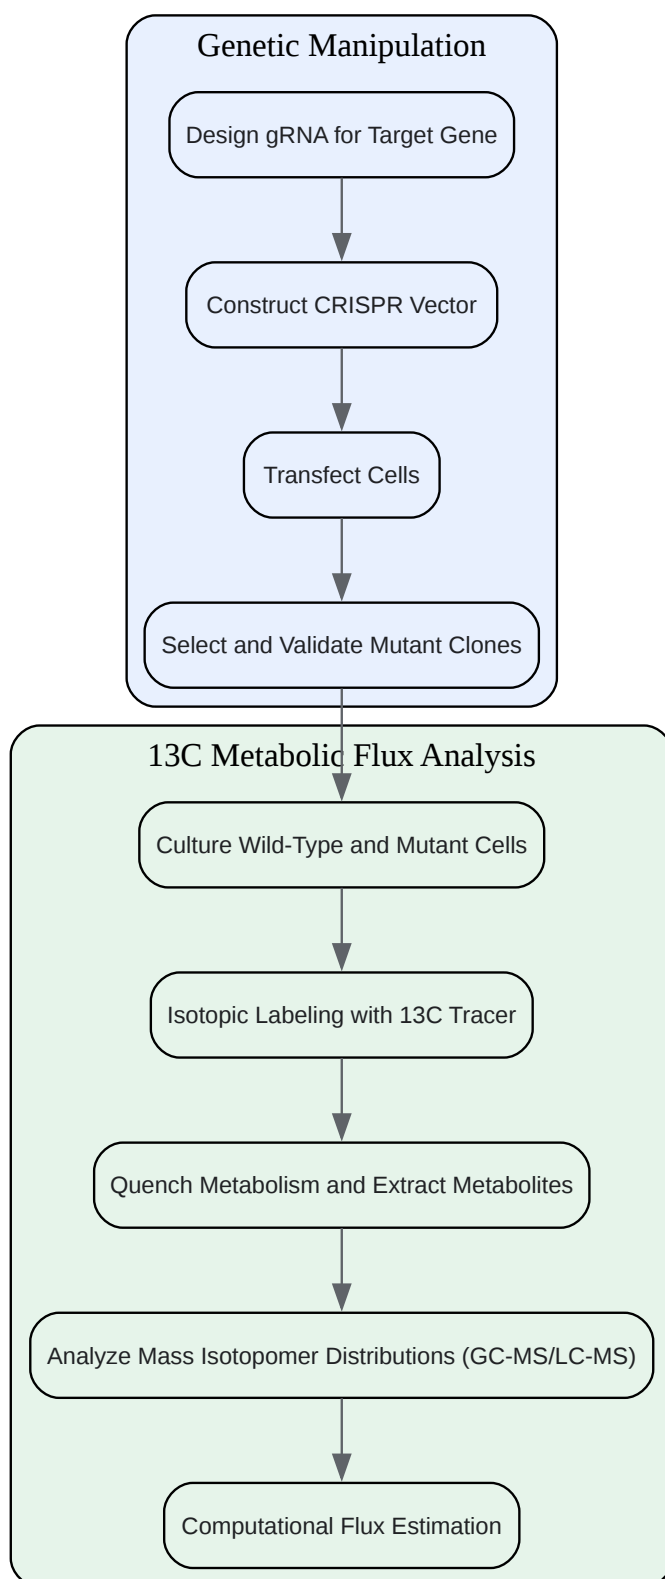 Genetic Manipulation
Design gRNA for Target Gene
Construct CRISPR Vector
Transfect Cells
Select and Validate Mutant Clones
13C Metabolic Flux Analysis
Culture Wild-Type and Mutant Cells
Isotopic Labeling with 13C Tracer
Quench Metabolism and Extract Metabolites
Analyze Mass Isotopomer Distributions (GC-MS/LC-MS)
Computational Flux Estimation